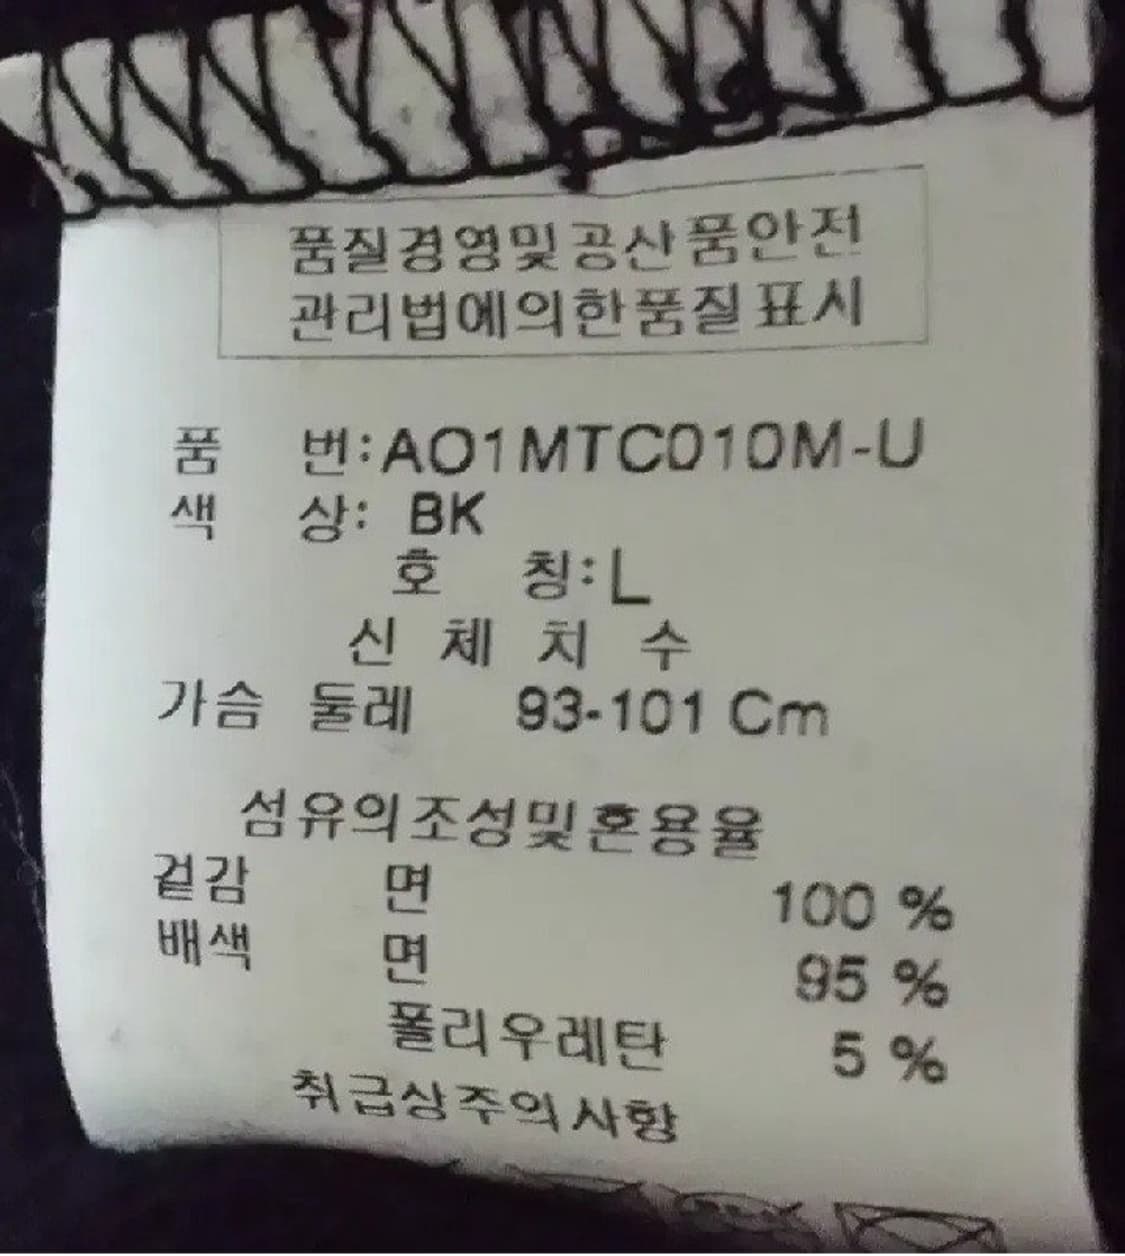 품질경영및공산품안전
관리법에의한품질표시
품 번:AO1MTC010M-U
색 상: BK
호 칭:L
신 체 치 수
가슴 둘레 93-101 Cm
섬유의조성및혼용율
겉감 면 100 %
배색 면 95 %
폴리우레탄 5 %
취급상주의사항